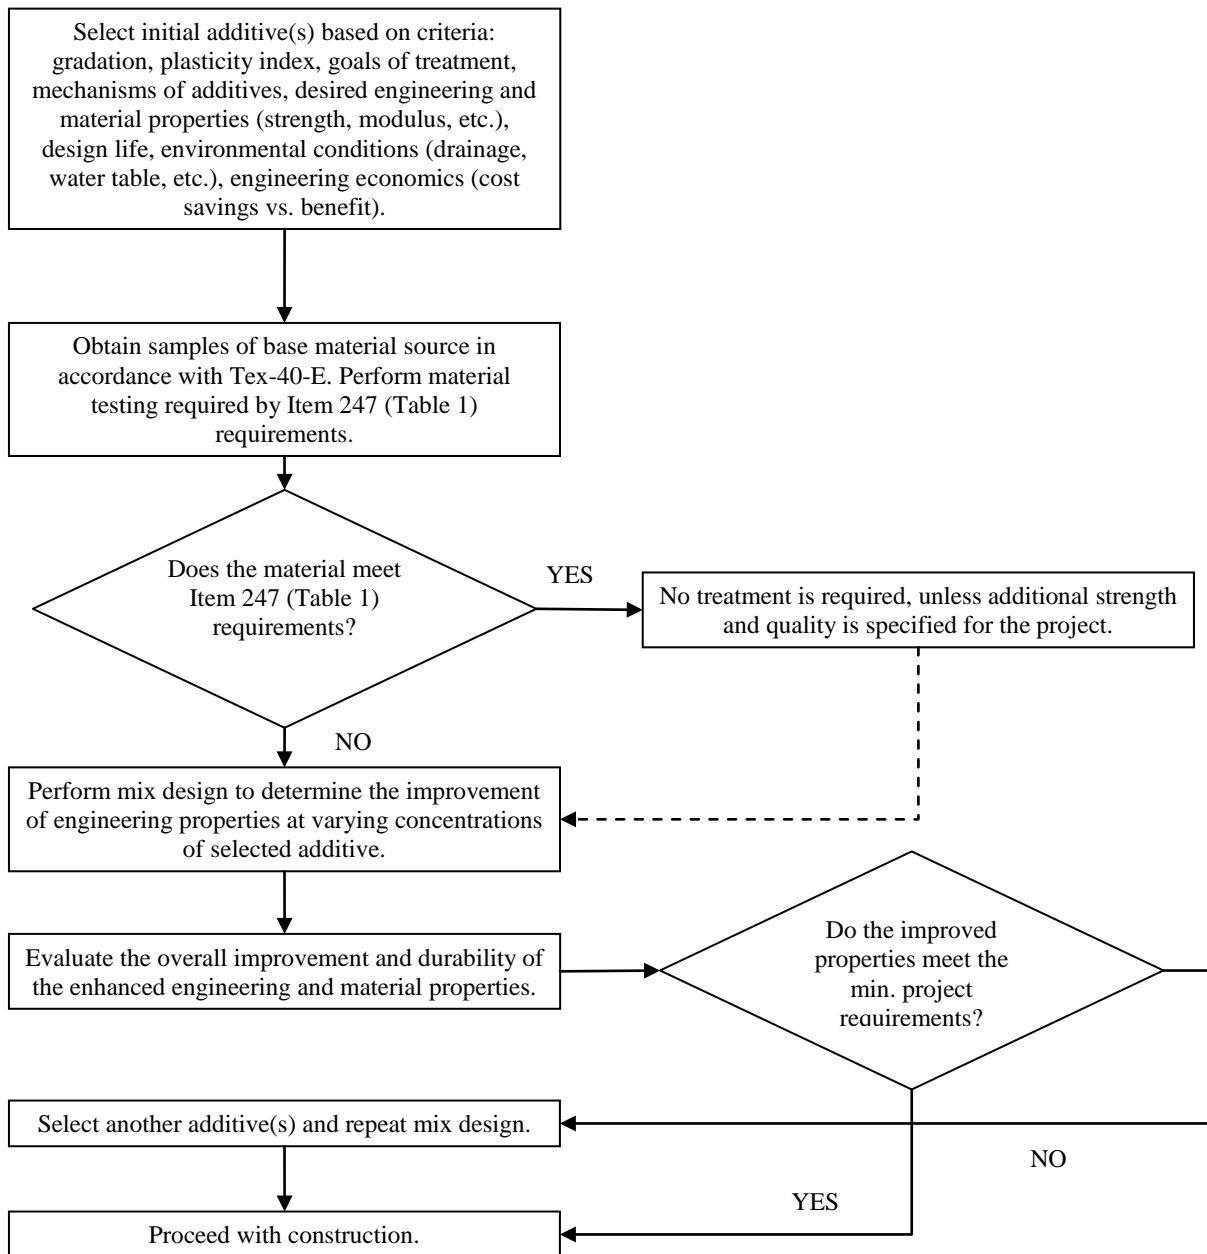 Select initial additive(s) based on criteria:
gradation, plasticity index, goals of treatment,
mechanisms of additives, desired engineering and
material properties (strength, modulus, etc.),
design life, environmental conditions (drainage,
water table, etc.), engineering economics (cost
savings vs. benefit).
Obtain samples of base material source in
accordance with Tex-40-E. Perform material
testing required by Item 247 (Table 1)
requirements.
Does the material meet
Item 247 (Table 1)
requirements?
YES
No treatment is required, unless additional strength
and quality is specified for the project.
NO
Perform mix design to determine the improvement
of engineering properties at varying concentrations
of selected additive.
Evaluate the overall improvement and durability of
the enhanced engineering and material properties.
Do the improved
properties meet the
min. project
requirements?
Select another additive(s) and repeat mix design.
NO
YES
Proceed with construction.